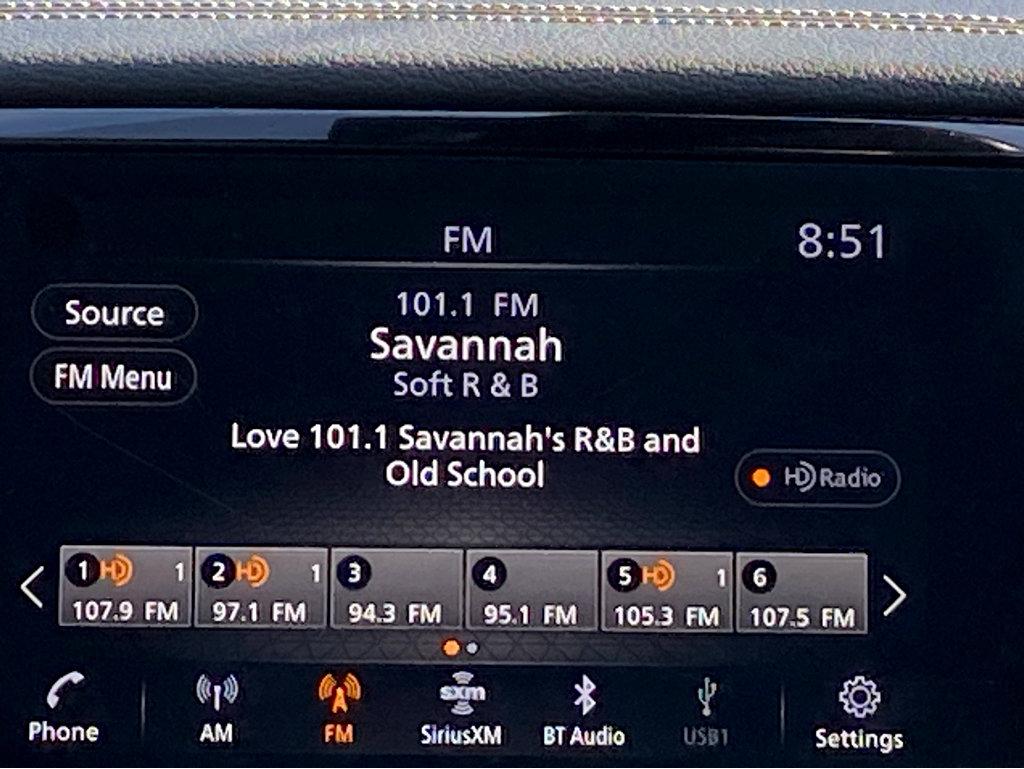 FM
8:51
Source
101.1 FM
Savannah
FM Menu
Soft R & B
Love 101.1 Savannah's R&B and
Old School
HD Radio
1 HD 1
107.9 FM
2 HD 1
97.1 FM
3
94.3 FM
4
95.1 FM
5 HD 1
105.3 FM
6
107.5 FM
Phone
AM
FM
sxm
SiriusXM
BT Audio
USB1
Settings